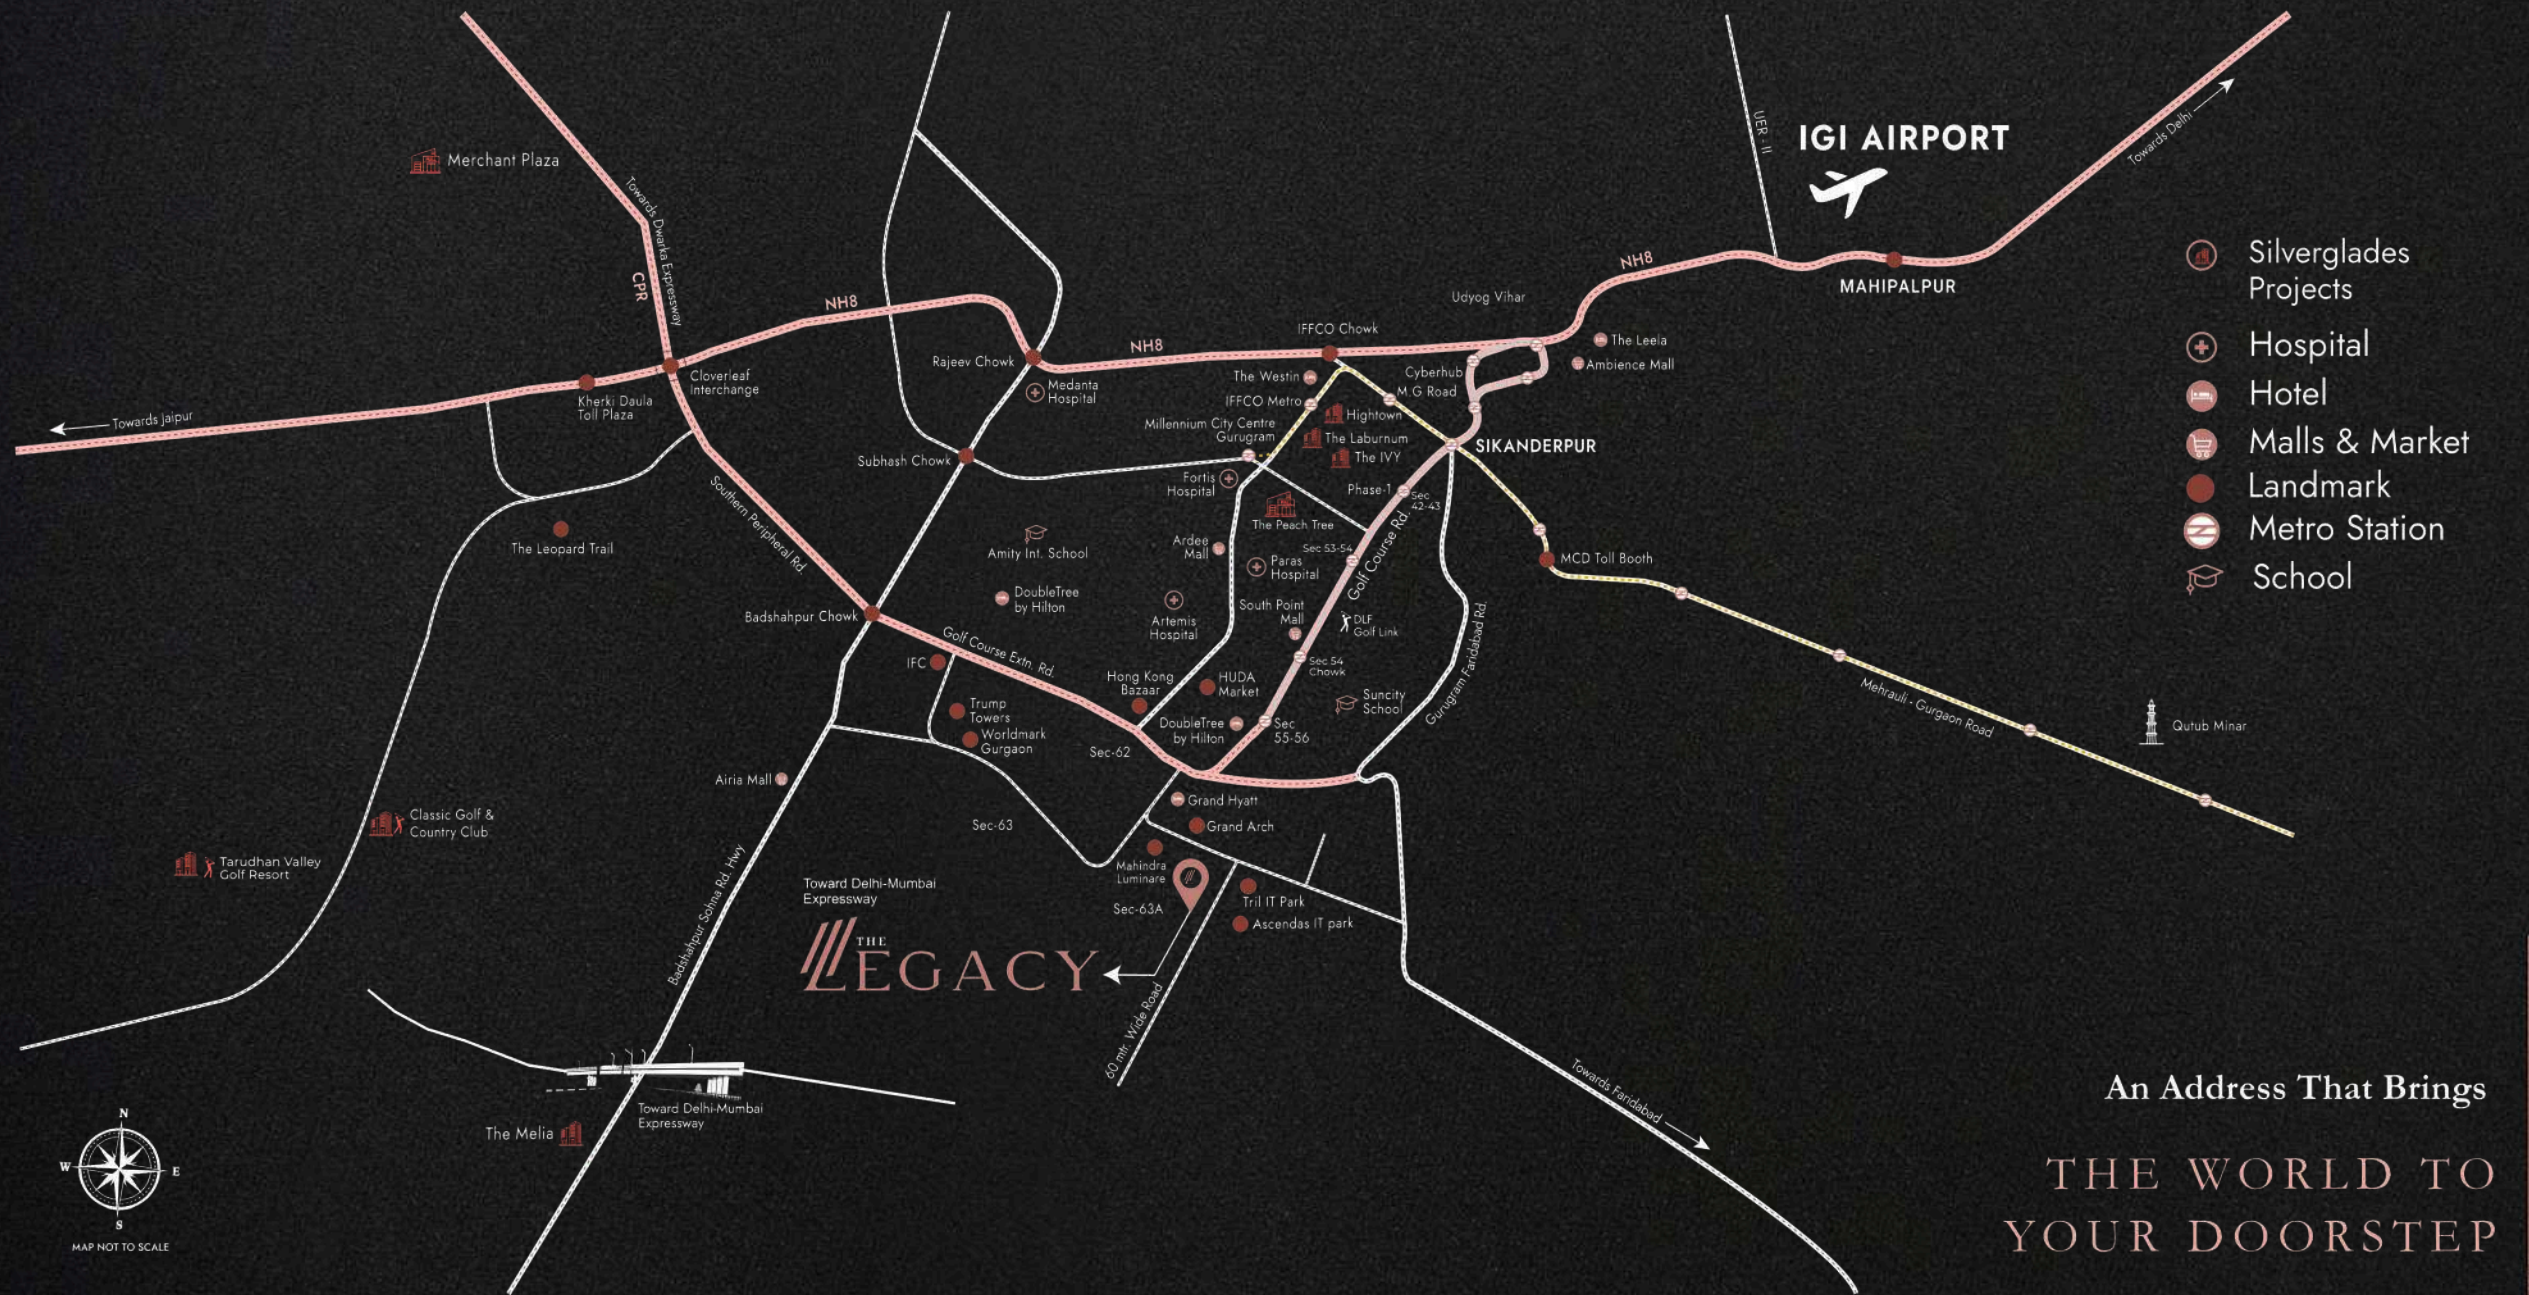 Merchant Plaza
Towards Dwarka Expressway
CPR
UER - II
IGI AIRPORT
Towards Delhi
NH8
NH8
NH8
MAHIPALPUR
Udyog Vihar
IFFCO Chowk
The Leela
Ambience Mall
Cyberhub
M.G Road
Rajeev Chowk
Medanta
Hospital
Cloverleaf
Interchange
Kherki Daula
Toll Plaza
Towards Jaipur
The Westin
IFFCO Metro
Hightown
Millennium City Centre
Gurugram
The Laburnum
The IVY
SIKANDERPUR
Subhash Chowk
Fortis
Hospital
Phase-1
Sec
42-43
The Peach Tree
Southern Peripheral Rd.
The Leopard Trail
Amity Int. School
Ardee
Mall
Sec 53-54
Paras
Hospital
Golf Course Rd.
MCD Toll Booth
DoubleTree
by Hilton
Artemis
Hospital
South Point
Mall
DLF
Golf Link
Badshahpur Chowk
Golf Course Extn. Rd.
IFC
Sec 54
Chowk
Gurugram Faridabad Rd.
Hong Kong
Bazaar
HUDA
Market
Suncity
School
Trump
Towers
Worldmark
Gurgaon
DoubleTree
by Hilton
Sec
55-56
Sec-62
Mehrauli - Gurgaon Road
Qutub Minar
Airia Mall
Grand Hyatt
Grand Arch
Sec-63
Classic Golf &
Country Club
Tarudhan Valley
Golf Resort
Mahindra
Luminare
Sec-63A
Tril IT Park
Ascendas IT park
Badshahpur Sohna Rd. Hwy
Toward Delhi-Mumbai
Expressway
THE
LEGACY
60 mtr. Wide Road
Toward Delhi-Mumbai
Expressway
The Melia
Towards Faridabad
Silverglades
Projects
Hospital
Hotel
Malls & Market
Landmark
Metro Station
School
N
W
E
S
MAP NOT TO SCALE
An Address That Brings
THE WORLD TO
YOUR DOORSTEP